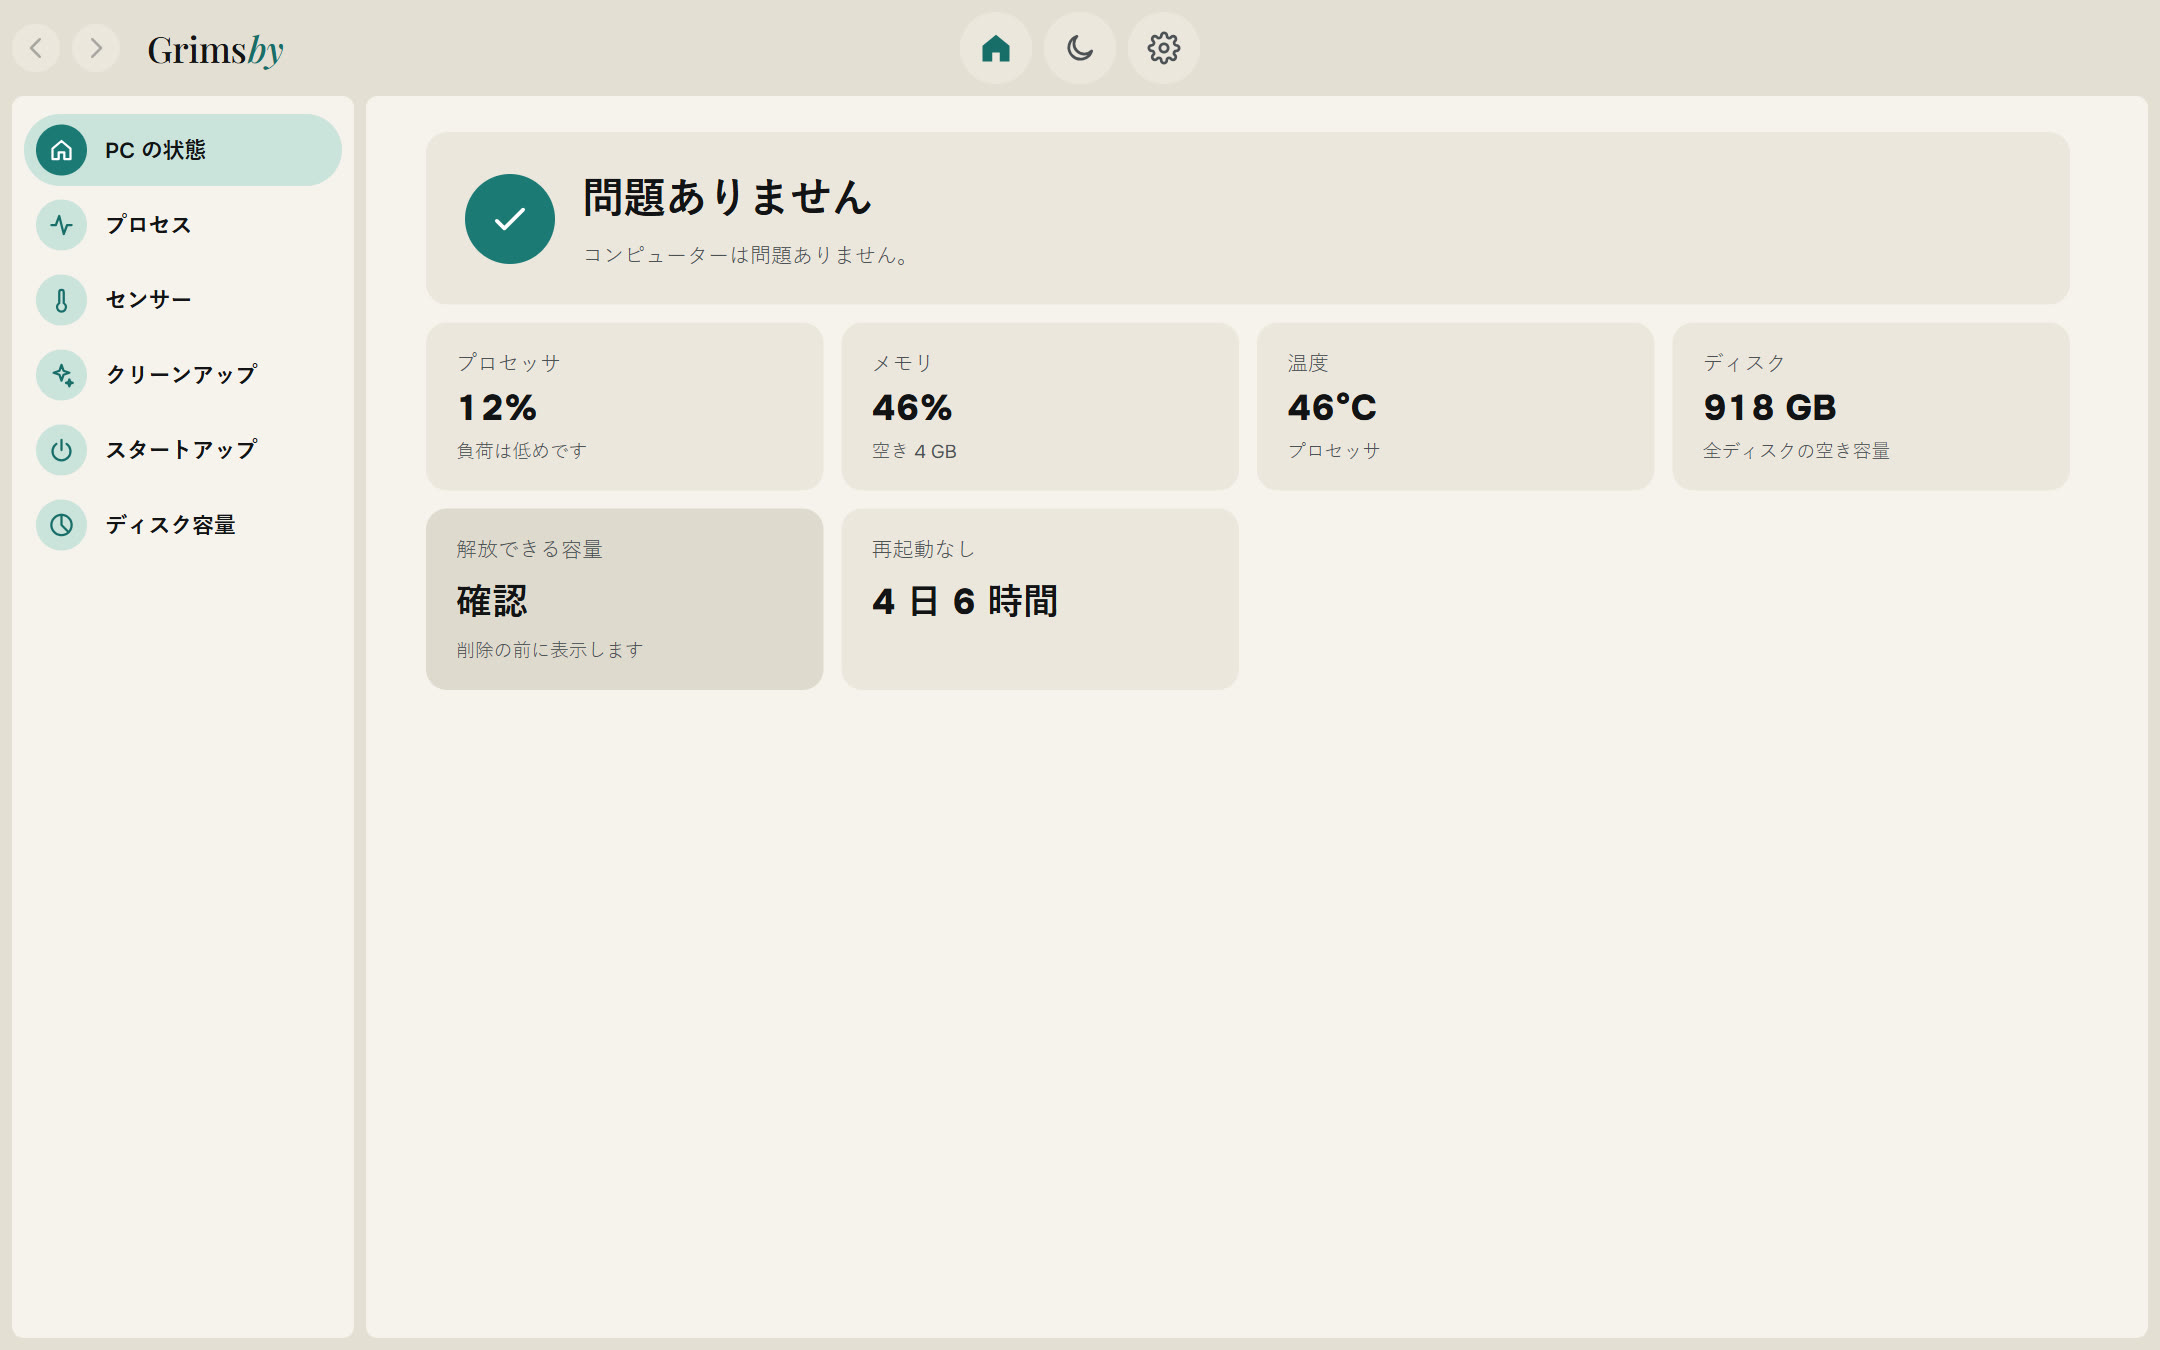 Grimsby
PC の状態
プロセス
センサー
クリーンアップ
スタートアップ
ディスク容量
問題ありません
コンピューターは問題ありません。
プロセッサ
12%
負荷は低めです
メモリ
46%
空き 4 GB
温度
46°C
プロセッサ
ディスク
918 GB
全ディスクの空き容量
解放できる容量
確認
削除の前に表示します
再起動なし
4 日 6 時間